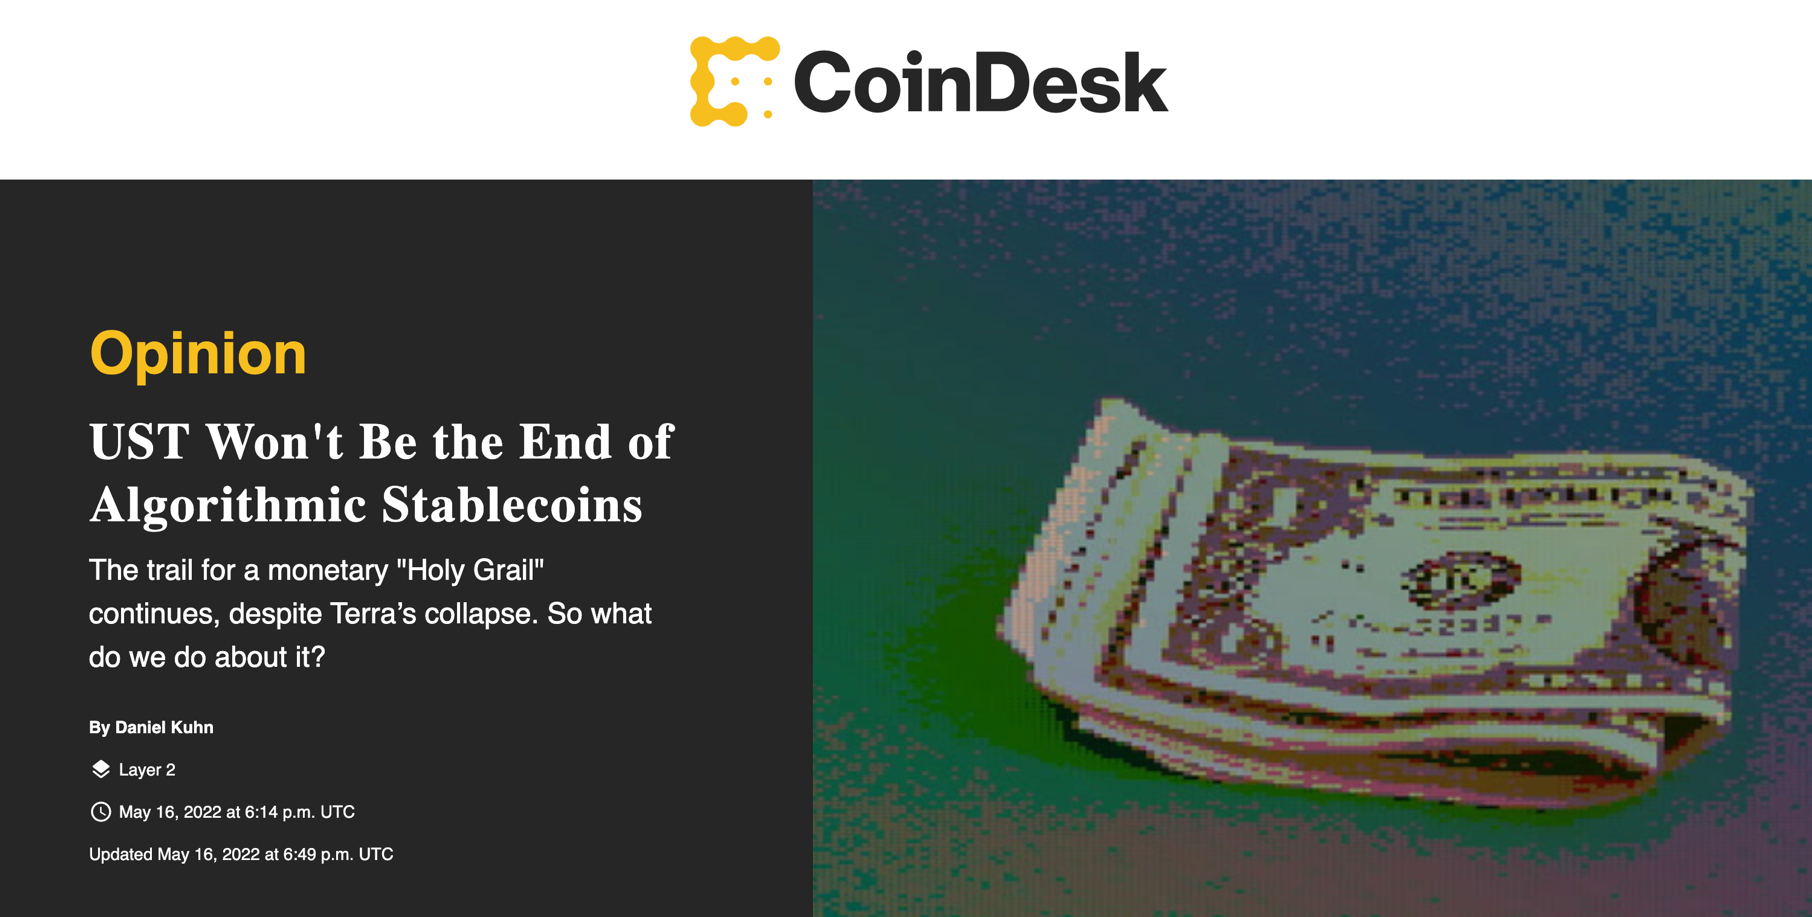 CoinDesk
Opinion
UST Won't Be the End of
Algorithmic Stablecoins
The trail for a monetary "Holy Grail"
continues, despite Terra’s collapse. So what
do we do about it?
By Daniel Kuhn
Layer 2
May 16, 2022 at 6:14 p.m. UTC
Updated May 16, 2022 at 6:49 p.m. UTC